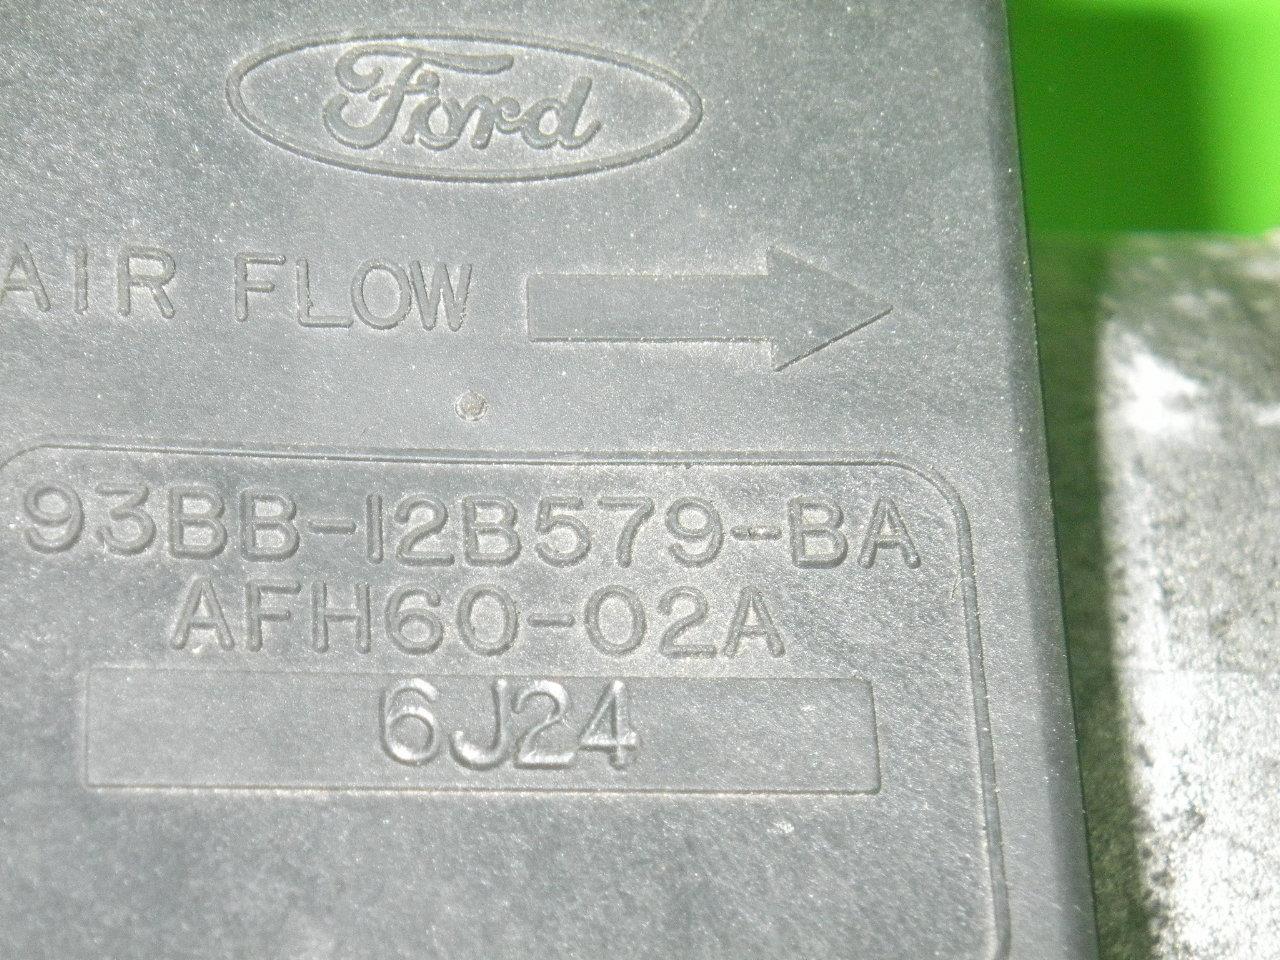 Ford
AIR FLOW
93BB-12B579-BA
AFH60-02A
6J24